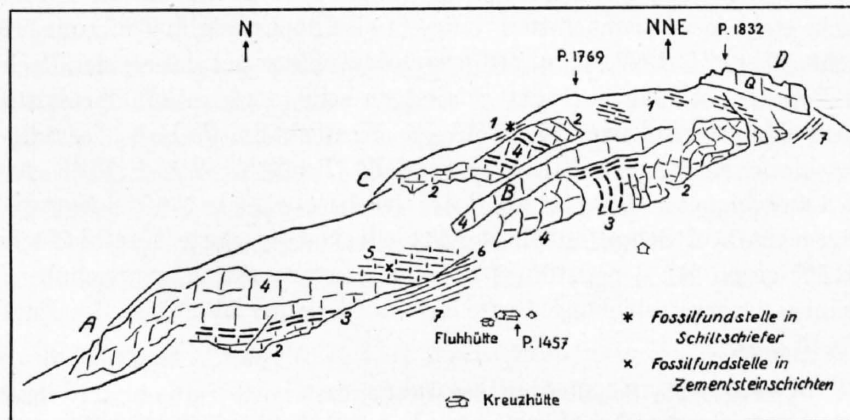 N
NNE
P. 1769
P. 1832
D
Q
1
2
1
7
4
C
2
B
2
4
3
6
5
4
A
7
3
2
Fluhhütte
P. 1457
Fossilfundstelle in
Schiltschiefer
Fossilfundstelle in
Zementsteinschichten
Kreuzhütte